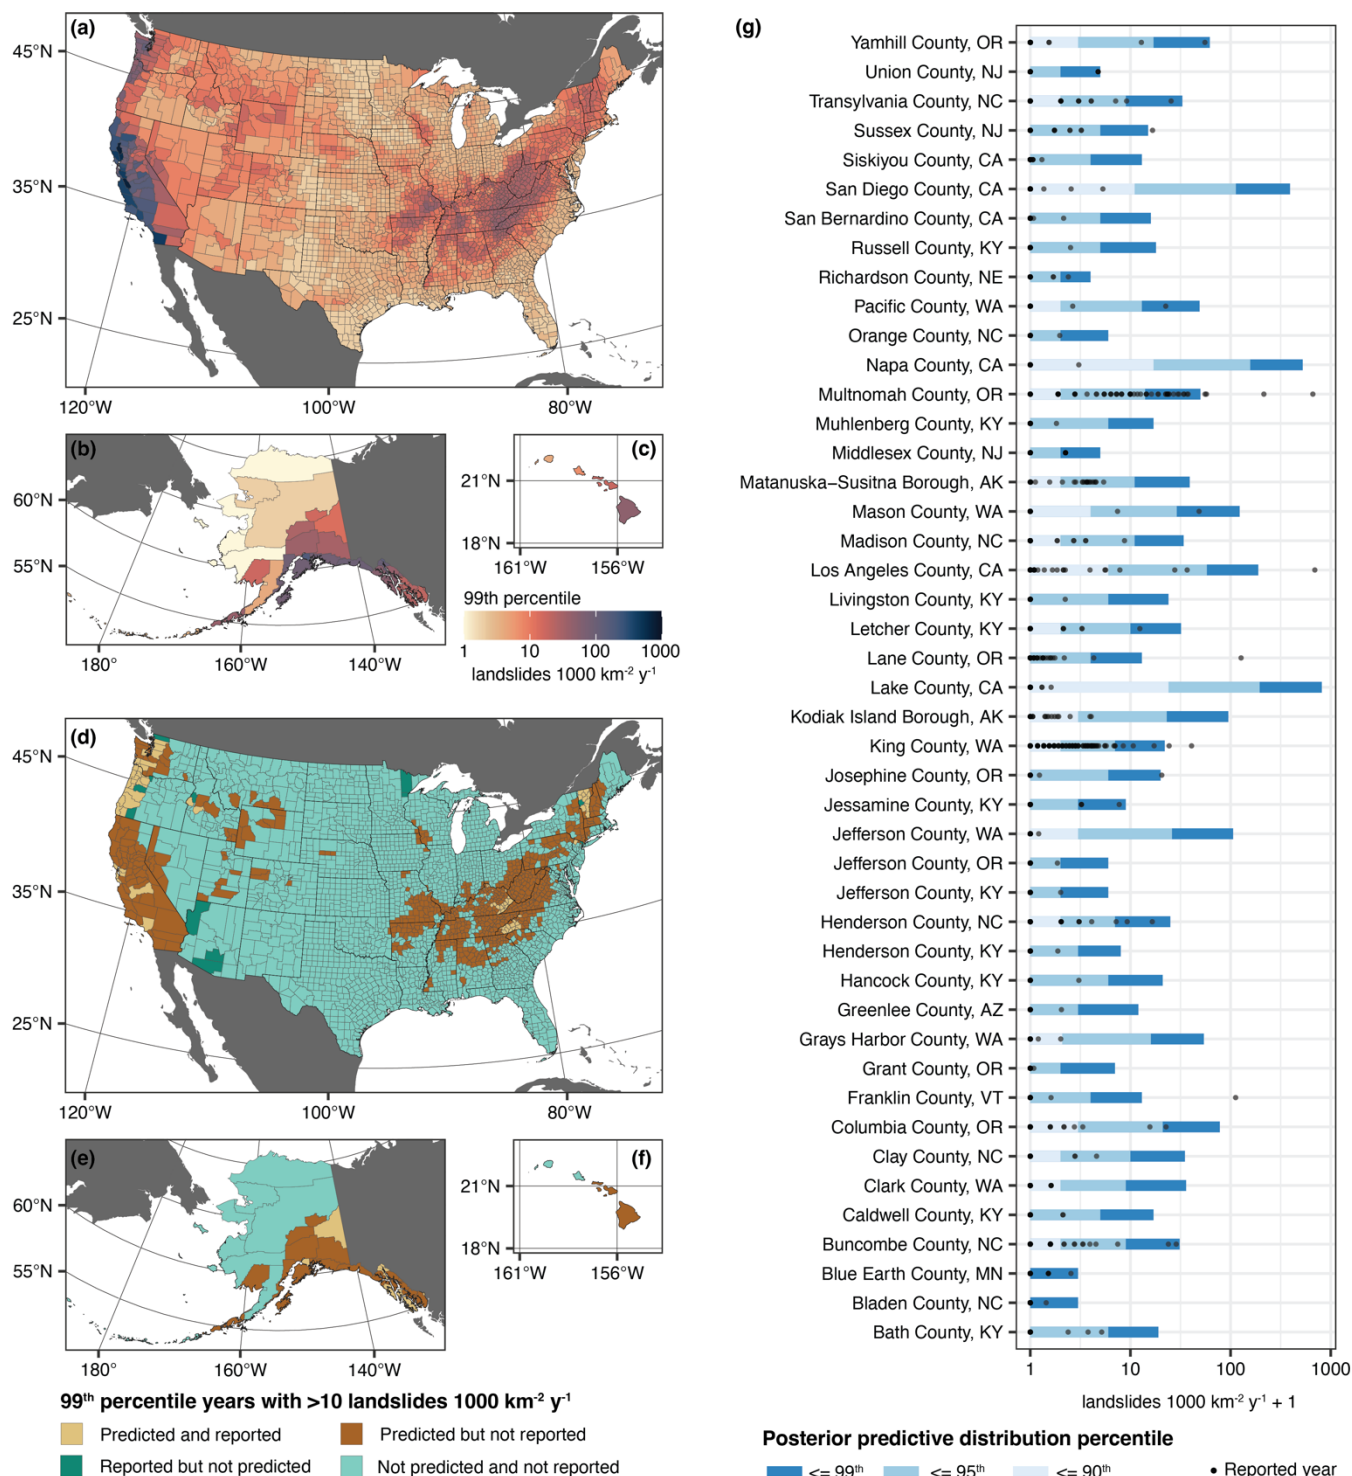 (a)
45°N
35°N
25°N
120°W
100°W
80°W
(b)
60°N
55°N
180°
160°W
140°W
(c)
21°N
18°N
161°W
156°W
99th percentile
1
10
100
1000
landslides 1000 km⁻² y⁻¹
(d)
45°N
35°N
25°N
120°W
100°W
80°W
(e)
60°N
55°N
180°
160°W
140°W
(f)
21°N
18°N
161°W
156°W
99th percentile years with >10 landslides 1000 km⁻² y⁻¹
Predicted and reported
Predicted but not reported
Reported but not predicted
Not predicted and not reported
(g)
Yamhill County, OR
Union County, NJ
Transylvania County, NC
Sussex County, NJ
Siskiyou County, CA
San Diego County, CA
San Bernardino County, CA
Russell County, KY
Richardson County, NE
Pacific County, WA
Orange County, NC
Napa County, CA
Multnomah County, OR
Muhlenberg County, KY
Middlesex County, NJ
Matanuska−Susitna Borough, AK
Mason County, WA
Madison County, NC
Los Angeles County, CA
Livingston County, KY
Letcher County, KY
Lane County, OR
Lake County, CA
Kodiak Island Borough, AK
King County, WA
Josephine County, OR
Jessamine County, KY
Jefferson County, WA
Jefferson County, OR
Jefferson County, KY
Henderson County, NC
Henderson County, KY
Hancock County, KY
Greenlee County, AZ
Grays Harbor County, WA
Grant County, OR
Franklin County, VT
Columbia County, OR
Clay County, NC
Clark County, WA
Caldwell County, KY
Buncombe County, NC
Blue Earth County, MN
Bladen County, NC
Bath County, KY
1
10
100
1000
landslides 1000 km⁻² y⁻¹ + 1
Posterior predictive distribution percentile
<= 99th
<= 95th
<= 90th
Reported year